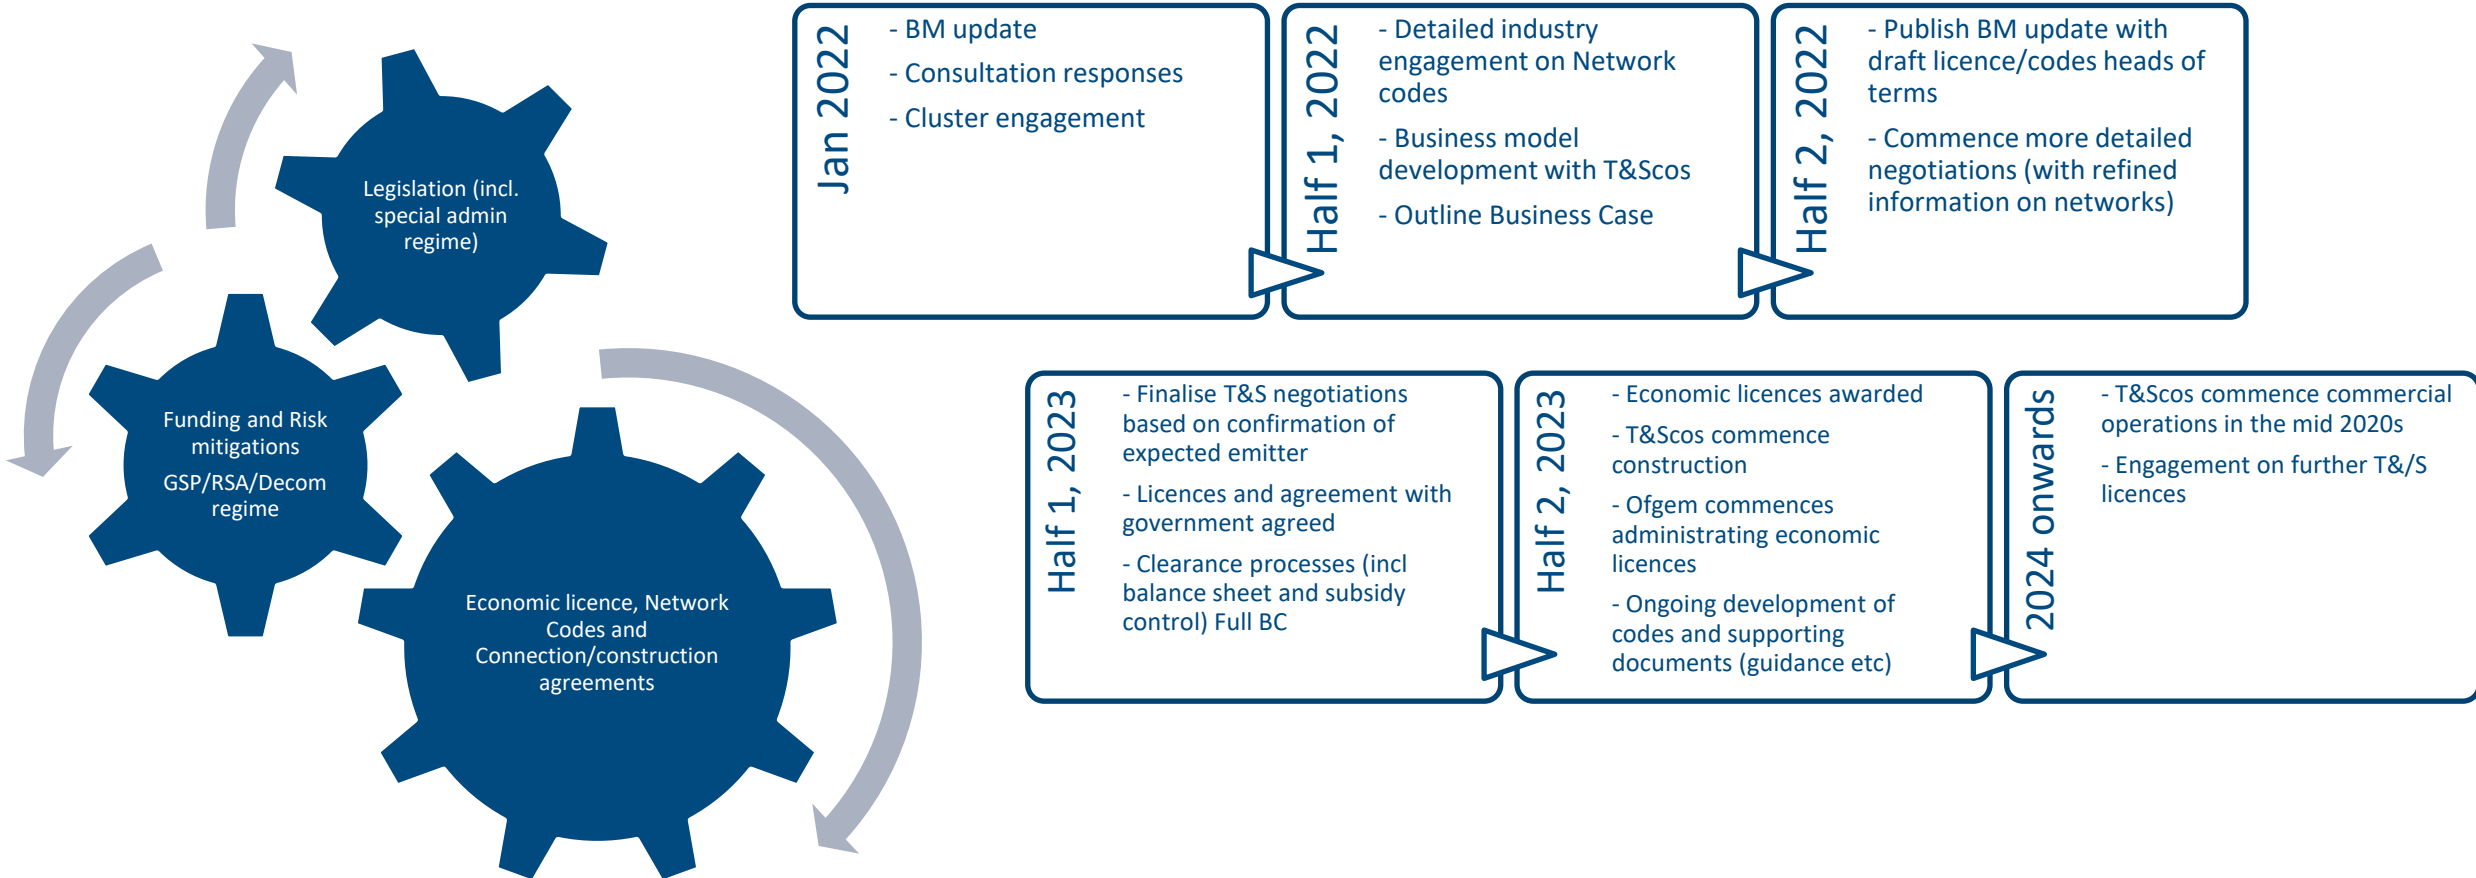 Legislation (incl.
special admin
regime)
Funding and Risk
mitigations
GSP/RSA/Decom
regime
Economic licence, Network
Codes and
Connection/construction
agreements
Jan 2022
- BM update
- Consultation responses
- Cluster engagement
Half 1, 2022
- Detailed industry
engagement on Network
codes
- Business model
development with T&Scos
- Outline Business Case
Half 2, 2022
- Publish BM update with
draft licence/codes heads of
terms
- Commence more detailed
negotiations (with refined
information on networks)
Half 1, 2023
- Finalise T&S negotiations
based on confirmation of
expected emitter
- Licences and agreement with
government agreed
- Clearance processes (incl
balance sheet and subsidy
control) Full BC
Half 2, 2023
- Economic licences awarded
- T&Scos commence
construction
- Ofgem commences
administrating economic
licences
- Ongoing development of
codes and supporting
documents (guidance etc)
2024 onwards
- T&Scos commence commercial
operations in the mid 2020s
- Engagement on further T&/S
licences